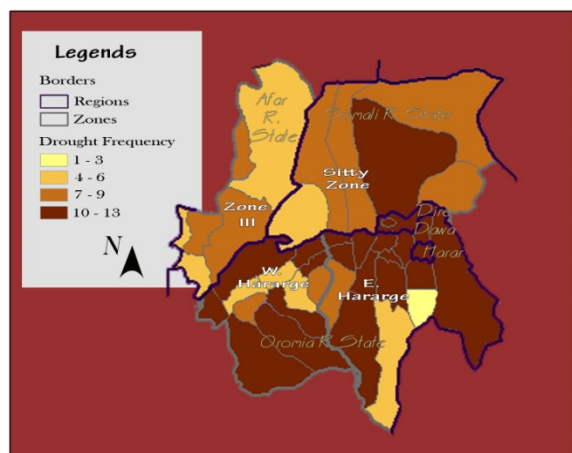 Legends
Borders
Regions
Zones
Drought Frequency
1 - 3
4 - 6
7 - 9
10 - 13
N
Afar
R.
State
Somali R. State
Sitty
Zone
Zone
III
Dire
Dawa
Harar
W.
Hararge
E.
Hararge
Oromia R. State